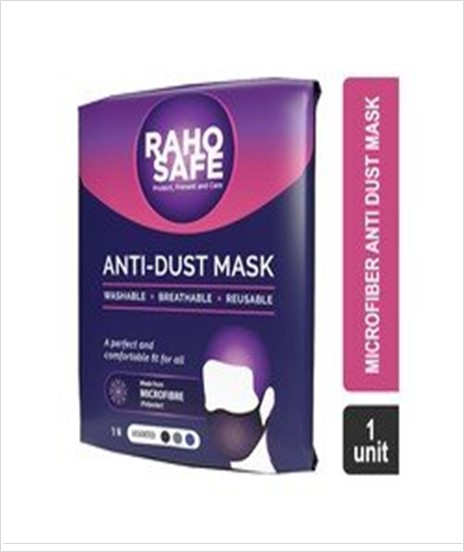 RAHO
SAFE
Protect, Prevent and Care
ANTI-DUST MASK
WASHABLE • BREATHABLE • REUSABLE
A perfect and
comfortable fit for all
Made from
MICROFIBRE
(Polyester)
1 N ASSORTED
MICROFIBER ANTI DUST MASK
1
unit